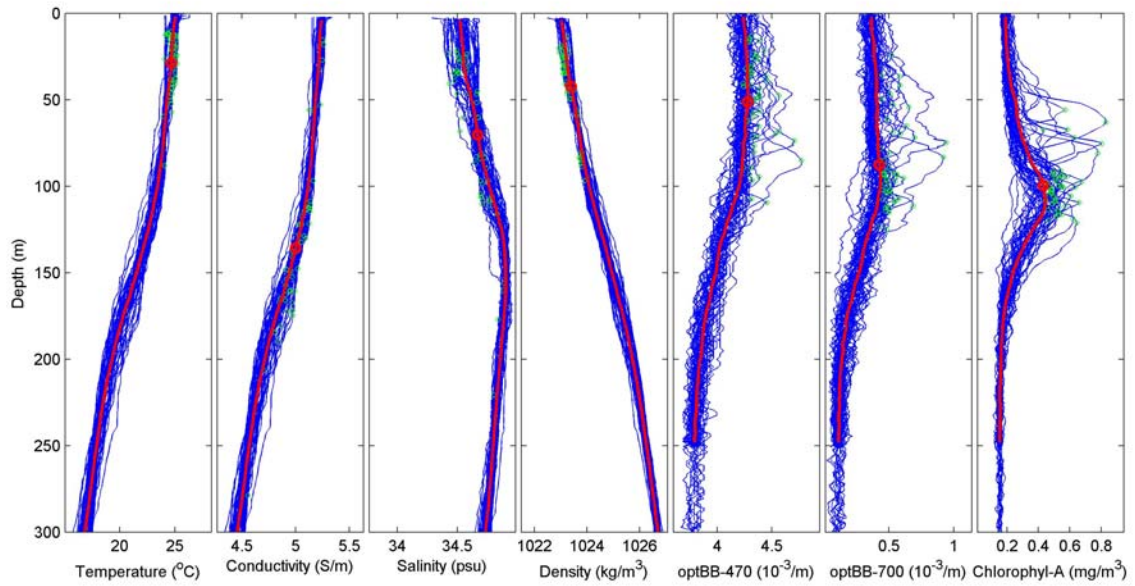 0
50
100
150
200
250
300
Depth (m)
20 25
4.5 5 5.5
34 34.5
1022 1024 1026
4 4.5
0.5 1
0.2 0.4 0.6 0.8
Temperature (°C) Conductivity (S/m) Salinity (psu) Density (kg/m³) optBB-470 (10⁻³/m) optBB-700 (10⁻³/m) Chlorophyl-A (mg/m³)